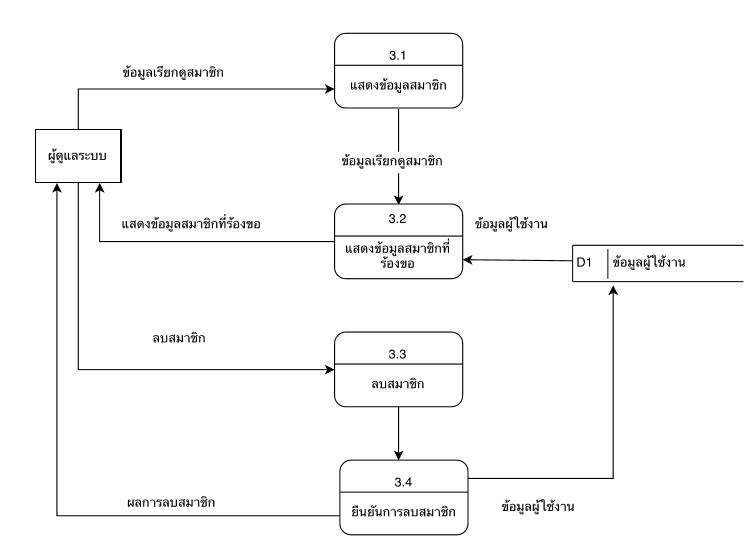 3.1
ข้อมูลเรียกดูสมาชิก
แสดงข้อมูลสมาชิก
ผู้ดูแลระบบ
ข้อมูลเรียกดูสมาชิก
3.2
แสดงข้อมูลสมาชิกที่ร้องขอ
ข้อมูลผู้ใช้งาน
แสดงข้อมูลสมาชิกที่
ร้องขอ
D1
ข้อมูลผู้ใช้งาน
ลบสมาชิก
3.3
ลบสมาชิก
3.4
ผลการลบสมาชิก
ยืนยันการลบสมาชิก
ข้อมูลผู้ใช้งาน